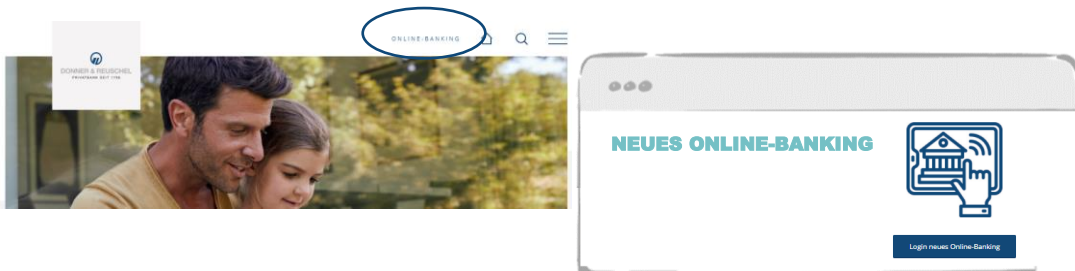 ONLINE-BANKING
DONNER & REUSCHEL
PRIVATBANK SEIT 1798
NEUES ONLINE-BANKING
Login neues Online-Banking